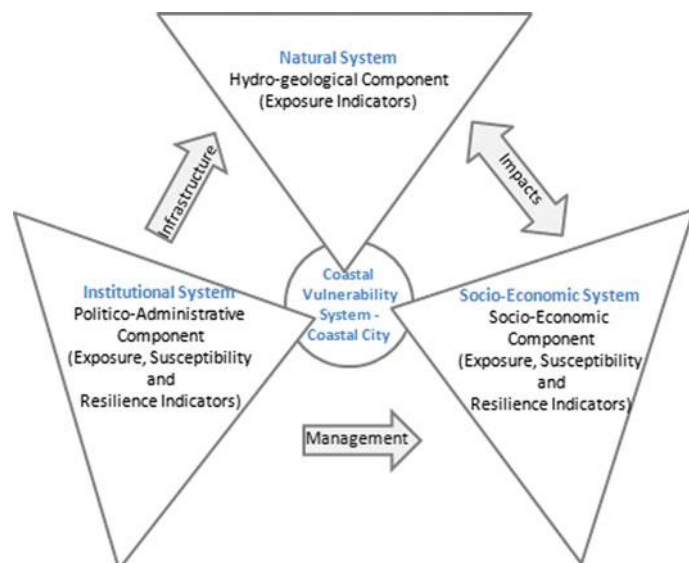 Natural System
Hydro-geological Component
(Exposure Indicators)
Infrastructure
Impacts
Coastal
Vulnerability
System -
Coastal City
Institutional System
Politico-Administrative
Component
(Exposure, Susceptibility
and
Resilience Indicators)
Socio-Economic System
Socio-Economic
Component
(Exposure, Susceptibility
and
Resilience Indicators)
Management